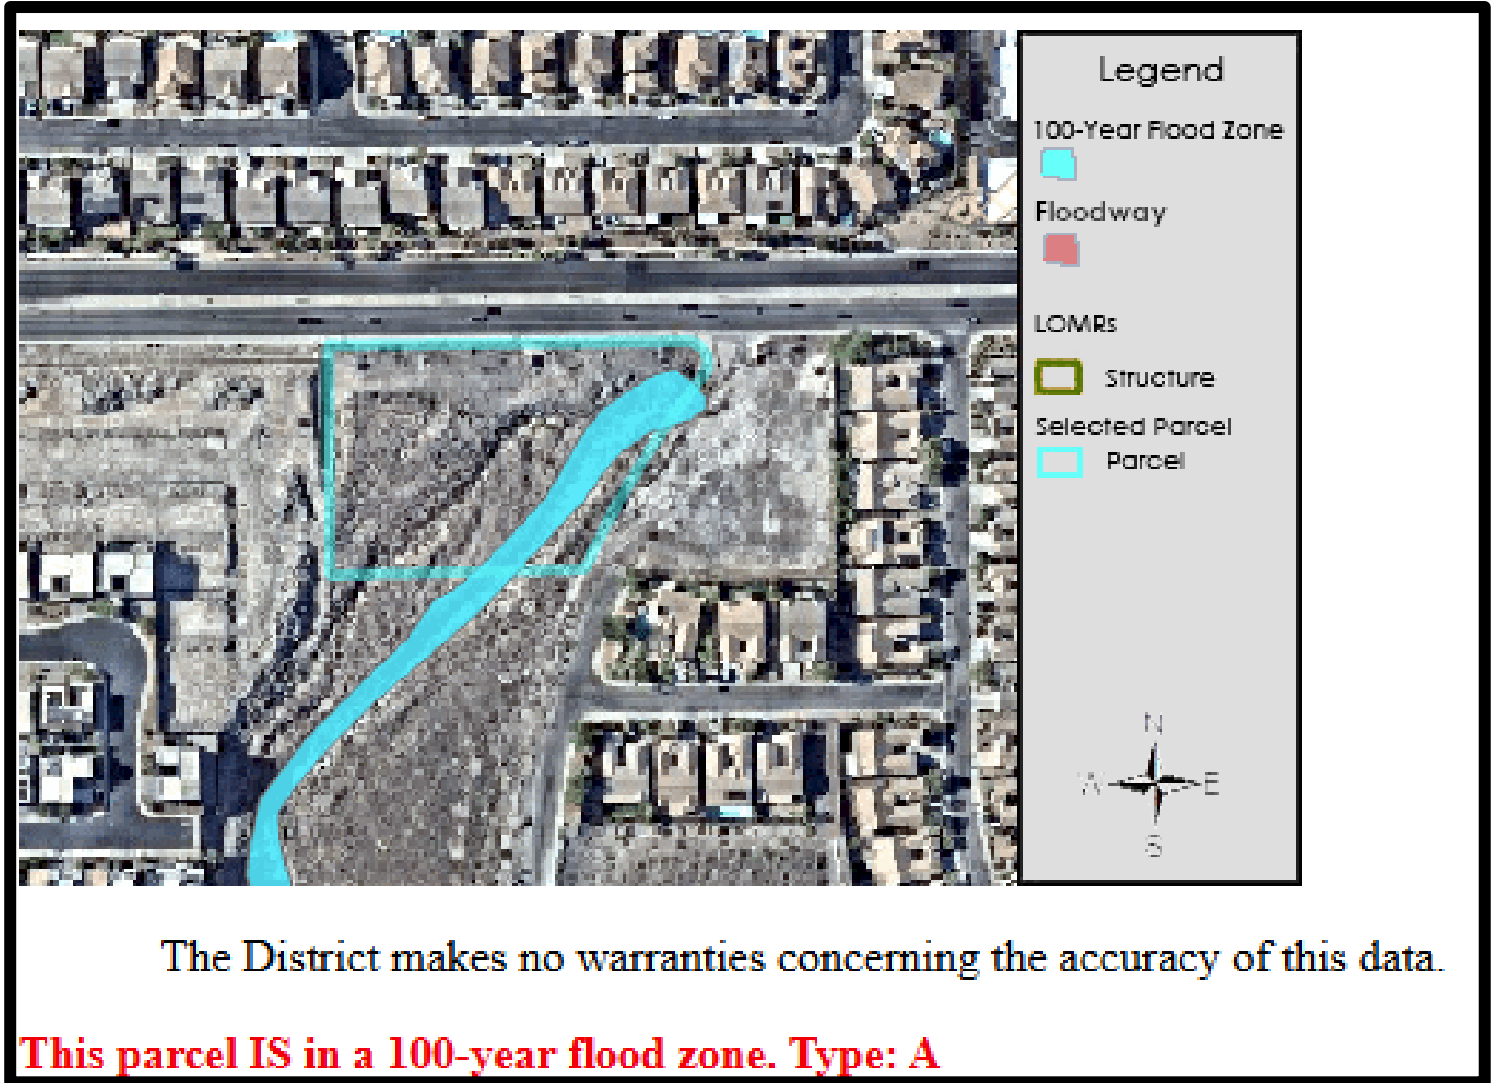 Legend
100-Year Flood Zone
Floodway
LOMRs
Structure
Selected Parcel
Parcel
N
W E
S
The District makes no warranties concerning the accuracy of this data.
This parcel IS in a 100-year flood zone. Type: A